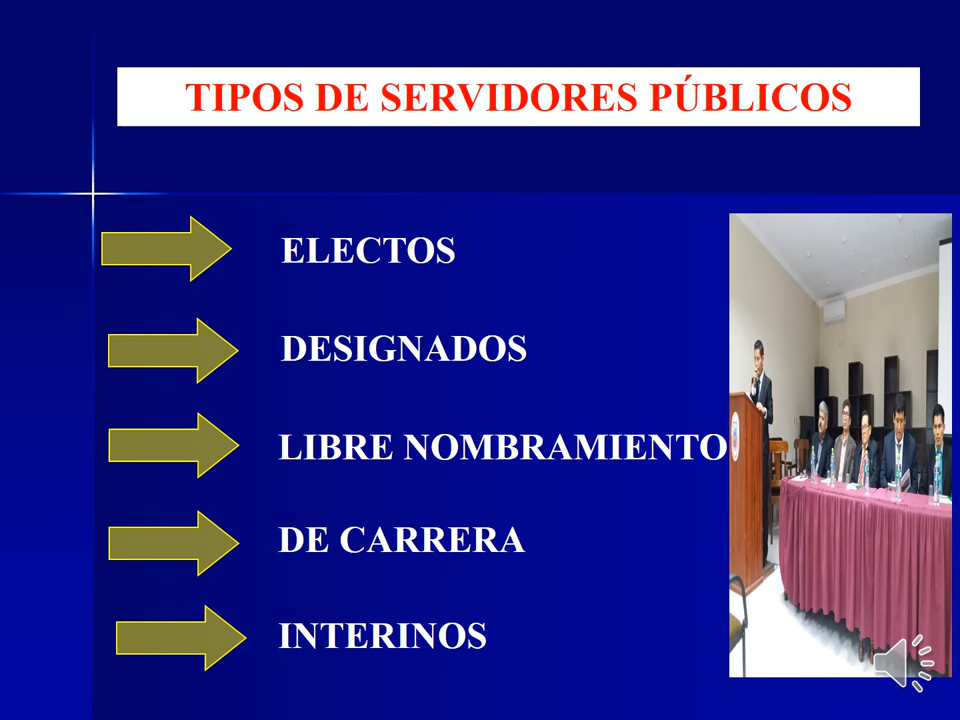 TIPOS DE SERVIDORES PÚBLICOS
ELECTOS
DESIGNADOS
LIBRE NOMBRAMIENTO
DE CARRERA
INTERINOS